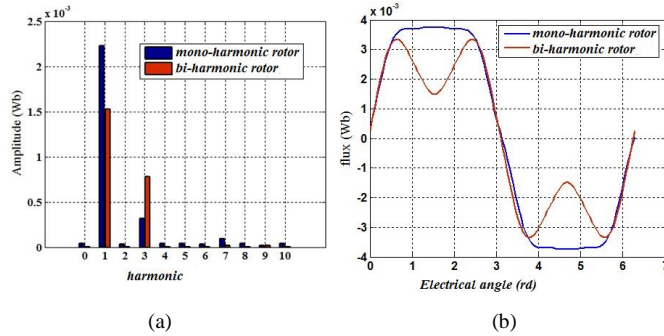 x 10⁻³
2.5
2
1.5
1
0.5
0
Amplitude (Wb)
mono-harmonic rotor
bi-harmonic rotor
0 1 2 3 4 5 6 7 8 9 10
harmonic
(a)
x 10⁻³
4
3
2
1
0
-1
-2
-3
-4
flux (Wb)
mono-harmonic rotor
bi-harmonic rotor
0 1 2 3 4 5 6 7
Electrical angle (rd)
(b)